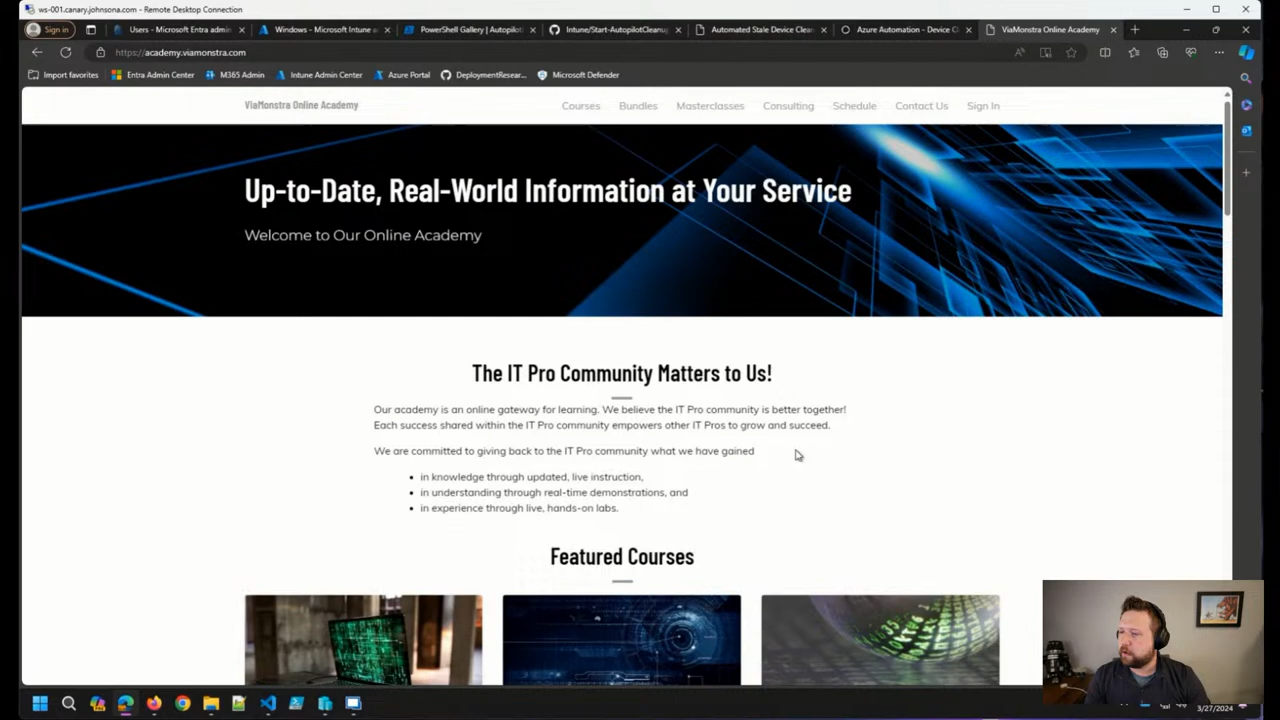 ws-001.canary.johnsona.com - Remote Desktop Connection
Sign in
Users - Microsoft Entra admin
Windows - Microsoft Intune a
PowerShell Gallery | Autopilot
Intune/Start-AutopilotCleanup
Automated Stale Device Clean
Azure Automation - Device Cl
ViaMonstra Online Academy
https://academy.viamonstra.com
Import favorites
Entra Admin Center
M365 Admin
Intune Admin Center
Azure Portal
DeploymentResear...
Microsoft Defender
ViaMonstra Online Academy
Courses
Bundles
Masterclasses
Consulting
Schedule
Contact Us
Sign In
Up-to-Date, Real-World Information at Your Service
Welcome to Our Online Academy
The IT Pro Community Matters to Us!
Our academy is an online gateway for learning. We believe the IT Pro community is better together!
Each success shared within the IT Pro community empowers other IT Pros to grow and succeed.
We are committed to giving back to the IT Pro community what we have gained
• in knowledge through updated, live instruction,
• in understanding through real-time demonstrations, and
• in experience through live, hands-on labs.
Featured Courses
3/27/2024